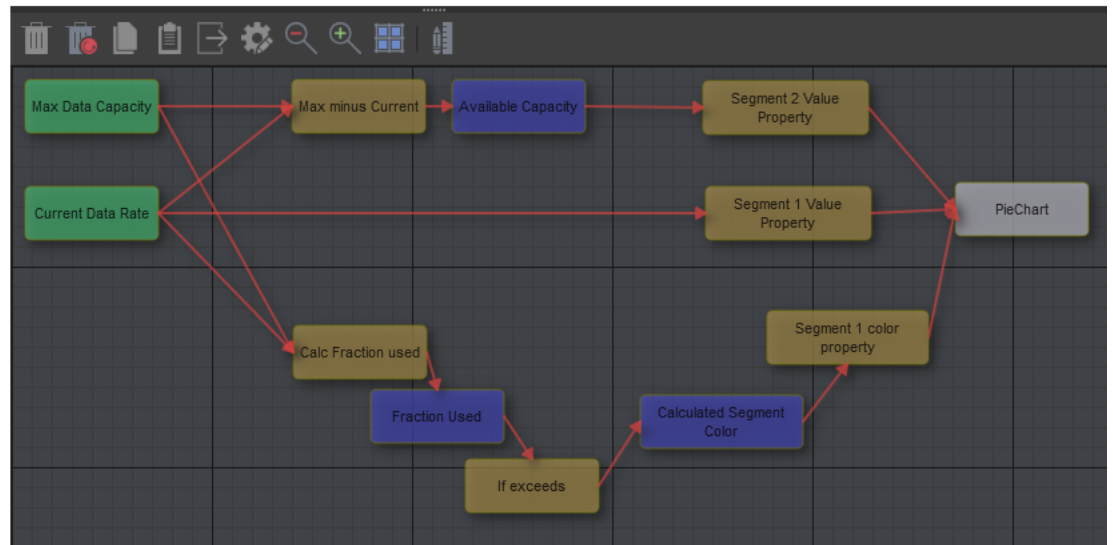 Max Data Capacity
Max minus Current
Available Capacity
Segment 2 Value
Property
Current Data Rate
Segment 1 Value
Property
PieChart
Calc Fraction used
Segment 1 color
property
Fraction Used
Calculated Segment
Color
If exceeds